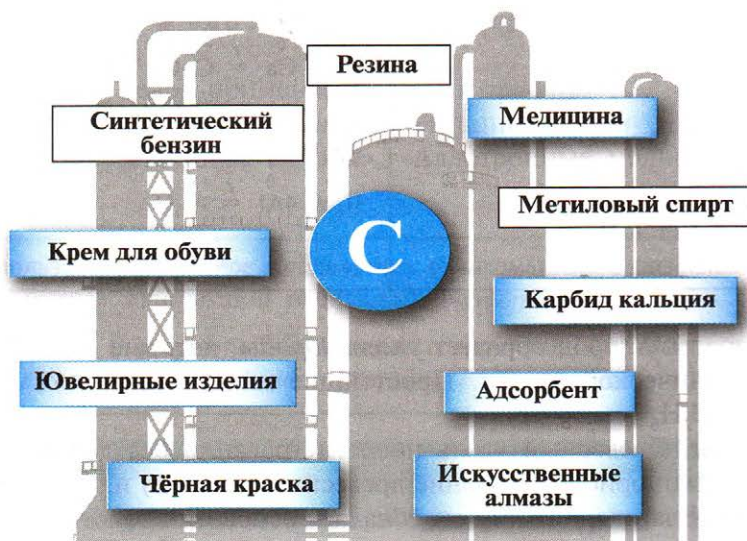 Резина
Медицина
Синтетический
бензин
Метиловый спирт
С
Крем для обуви
Карбид кальция
Ювелирные изделия
Адсорбент
Чёрная краска
Искусственные
алмазы